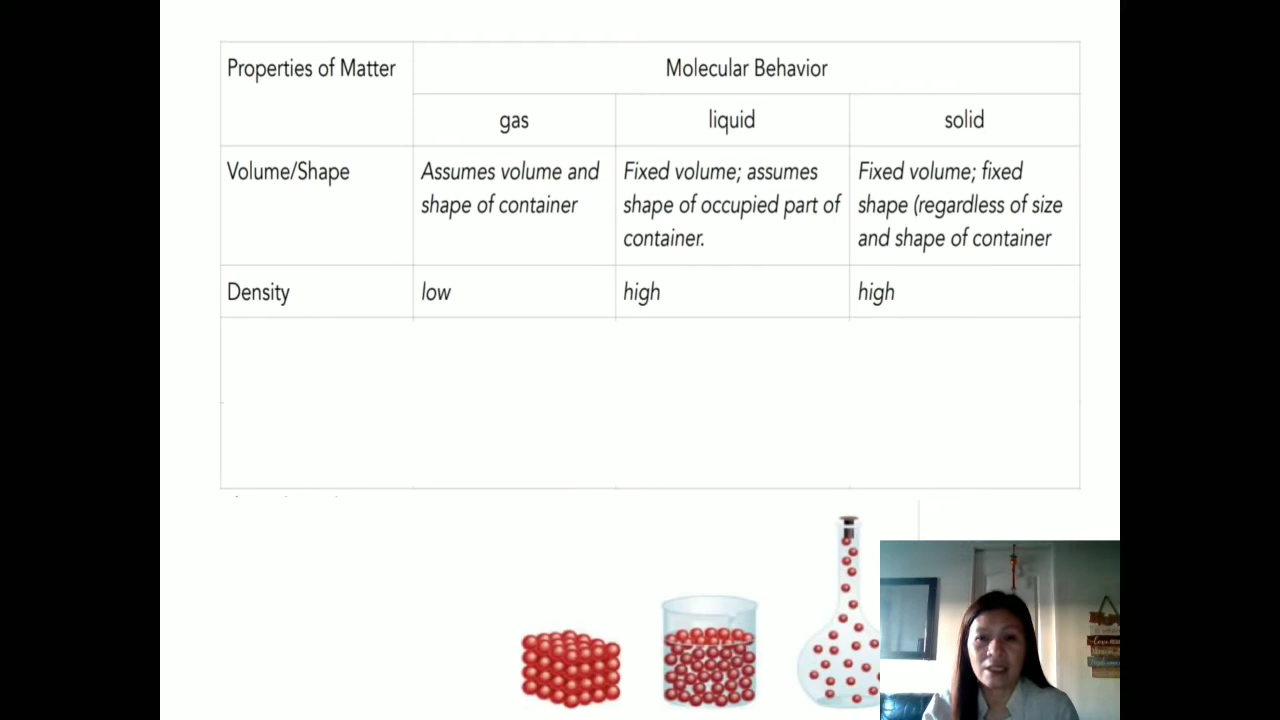 Properties of Matter
Molecular Behavior
gas
liquid
solid
Volume/Shape
Assumes volume and
shape of container
Fixed volume; assumes
shape of occupied part of
container.
Fixed volume; fixed
shape (regardless of size
and shape of container
Density
low
high
high